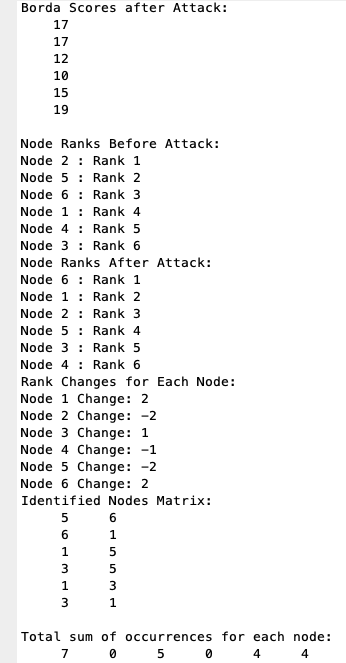 Borda Scores after Attack:
17
17
12
10
15
19
Node Ranks Before Attack:
Node 2 : Rank 1
Node 5 : Rank 2
Node 6 : Rank 3
Node 1 : Rank 4
Node 4 : Rank 5
Node 3 : Rank 6
Node Ranks After Attack:
Node 6 : Rank 1
Node 1 : Rank 2
Node 2 : Rank 3
Node 5 : Rank 4
Node 3 : Rank 5
Node 4 : Rank 6
Rank Changes for Each Node:
Node 1 Change: 2
Node 2 Change: -2
Node 3 Change: 1
Node 4 Change: -1
Node 5 Change: -2
Node 6 Change: 2
Identified Nodes Matrix:
5 6
6 1
1 5
3 5
1 3
3 1
Total sum of occurrences for each node:
7 0 5 0 4 4